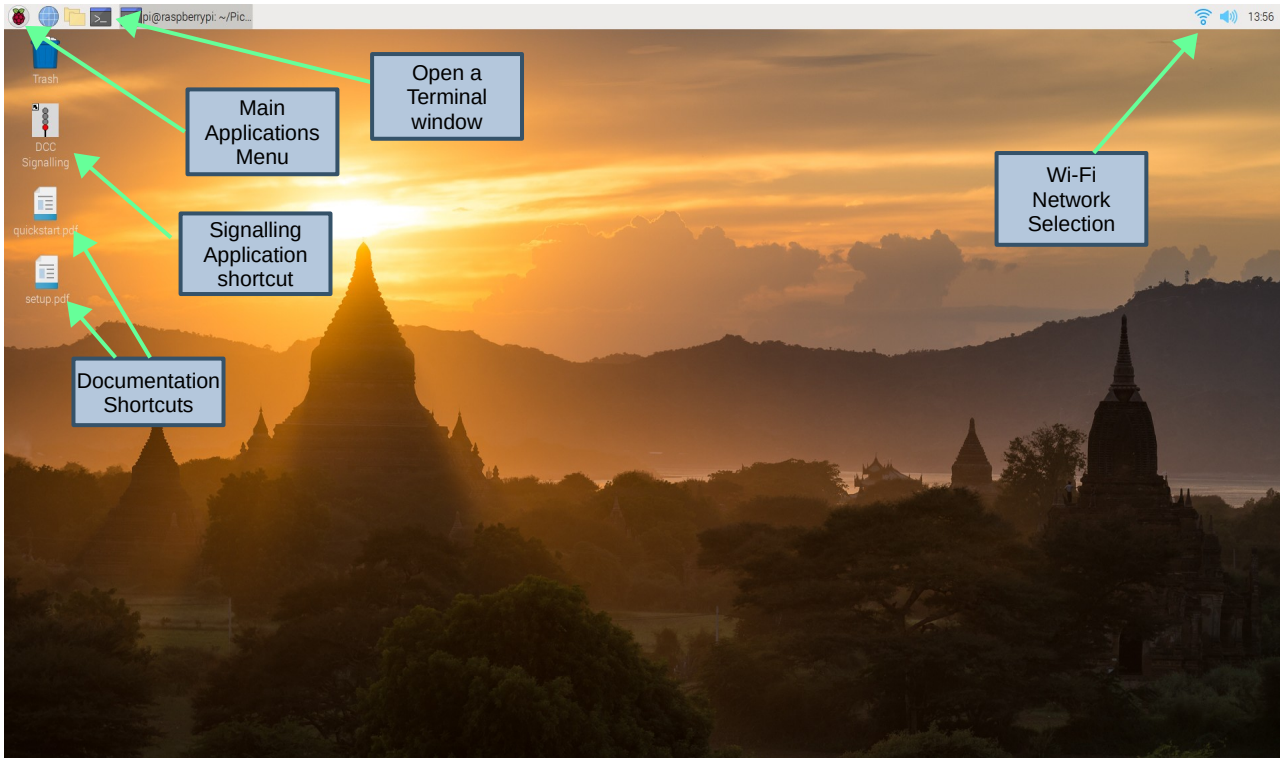 pi@raspberrypi: ~/Pic...
13:56
Trash
DCC
Signalling
quickstart.pdf
setup.pdf
Main
Applications
Menu
Open a
Terminal
window
Signalling
Application
shortcut
Documentation
Shortcuts
Wi-Fi
Network
Selection